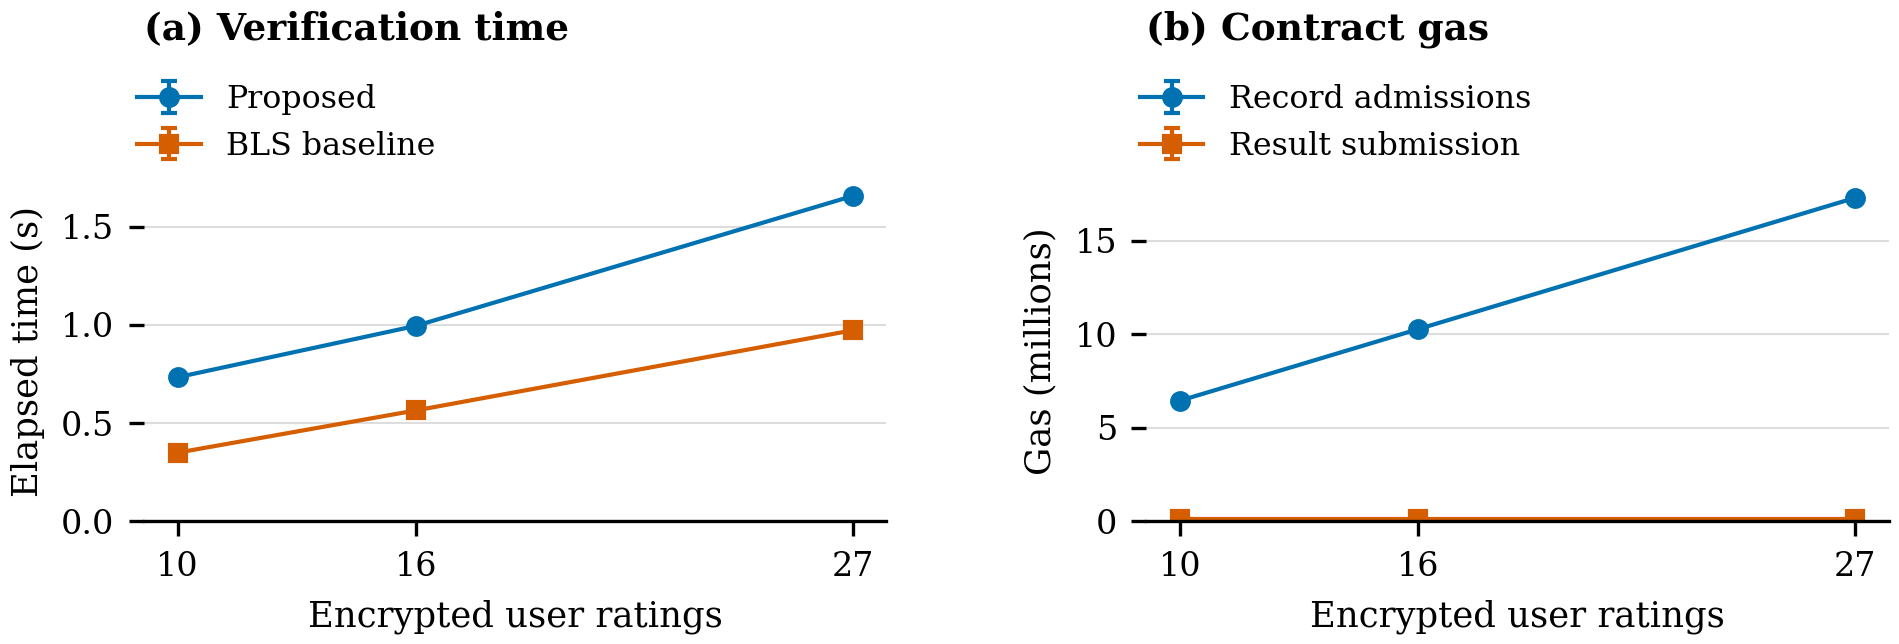 (a) Verification time
Proposed
BLS baseline
Elapsed time (s)
1.5
1.0
0.5
0.0
10 16 27
Encrypted user ratings
(b) Contract gas
Record admissions
Result submission
Gas (millions)
15
10
5
0
10 16 27
Encrypted user ratings